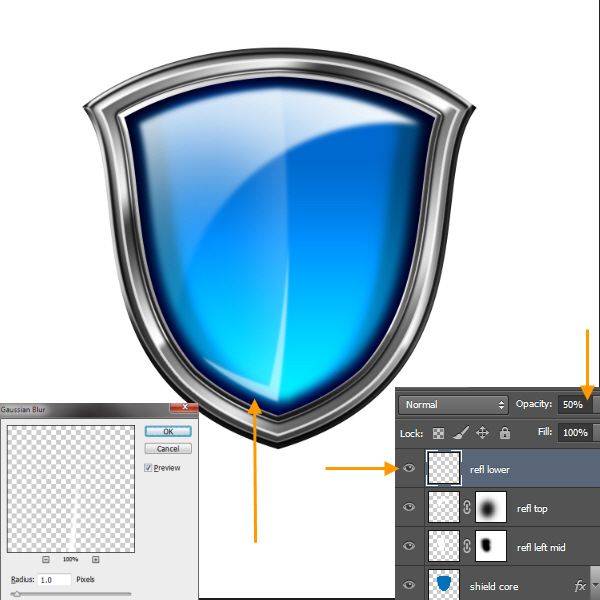 Gaussian Blur
OK
Cancel
Preview
100%
Radius: 1.0 Pixels
Normal Opacity: 50%
Lock: Fill: 100%
refl lower
refl top
refl left mid
shield core fx